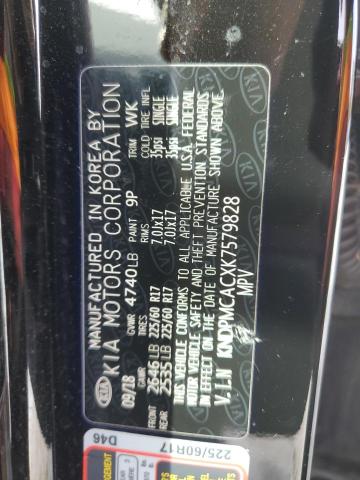 MANUFACTURED IN KOREA BY
KIA MOTORS CORPORATION
KIA
09/18 GVWR 4740LB PAINT 9P TRIM WK
GAWR RIMS COLD TIRE INFL
FRONT 2646LB 225/60 R17 7.0Jx17 35psi SINGLE
REAR 2535LB 225/60 R17 7.0Jx17 35psi SINGLE
THIS VEHICLE CONFORMS TO ALL APPLICABLE U.S.A. FEDERAL
MOTOR VEHICLE SAFETY AND THEFT PREVENTION STANDARDS
IN EFFECT ON THE DATE OF MANUFACTURE SHOWN ABOVE.
V.I.N KNDPMCACXK7579828
MPV
D46
225/60R17